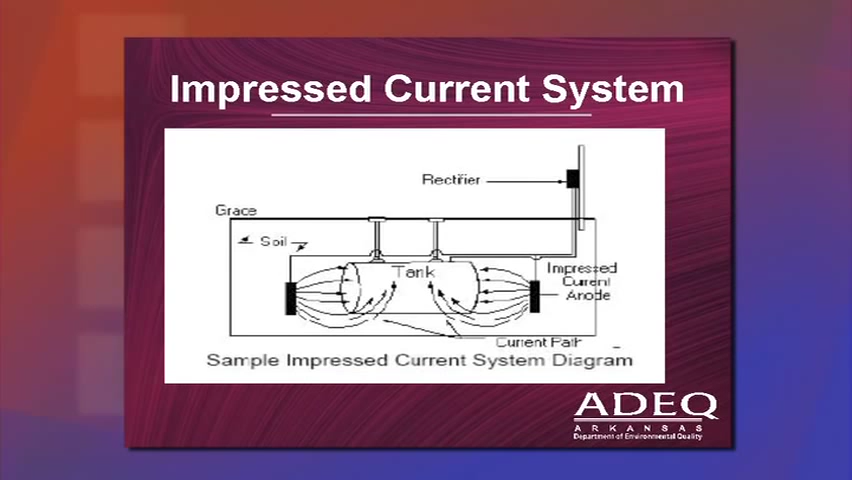 Impressed Current System
Rectifier
Grace
Soil
Tank
Impressed
Current
Anode
Current Path
Sample Impressed Current System Diagram
ADEQ
ARKANSAS
Department of Environmental Quality